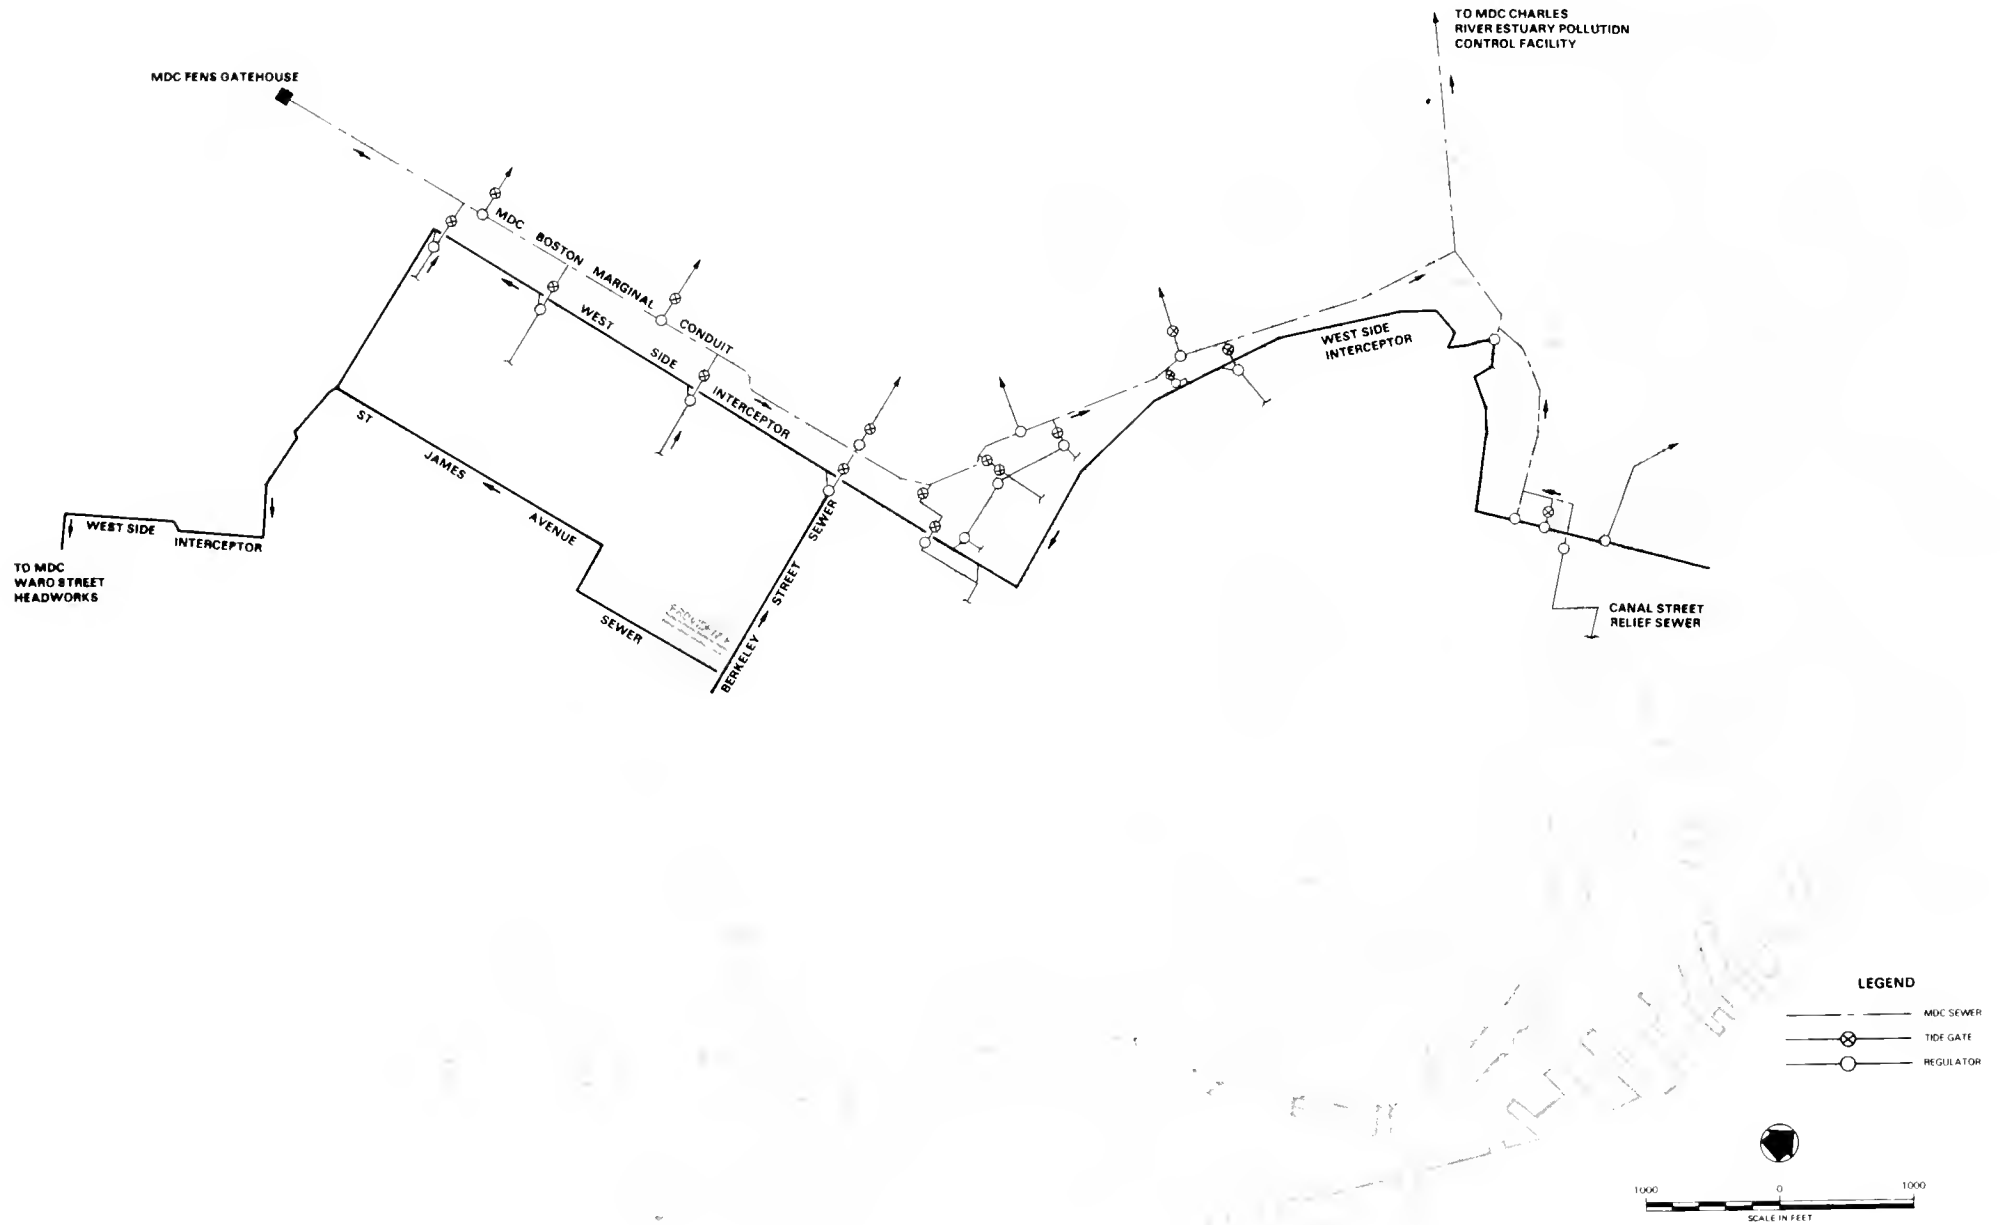 TO MDC CHARLES
RIVER ESTUARY POLLUTION
CONTROL FACILITY
MDC FENS GATEHOUSE
MDC BOSTON MARGINAL CONDUIT
WEST SIDE INTERCEPTOR
WEST SIDE
INTERCEPTOR
ST JAMES AVENUE SEWER
BERKELEY STREET SEWER
WEST SIDE INTERCEPTOR
TO MDC
WARD STREET
HEADWORKS
CANAL STREET
RELIEF SEWER
LEGEND
MDC SEWER
TIDE GATE
REGULATOR
1000 0 1000
SCALE IN FEET